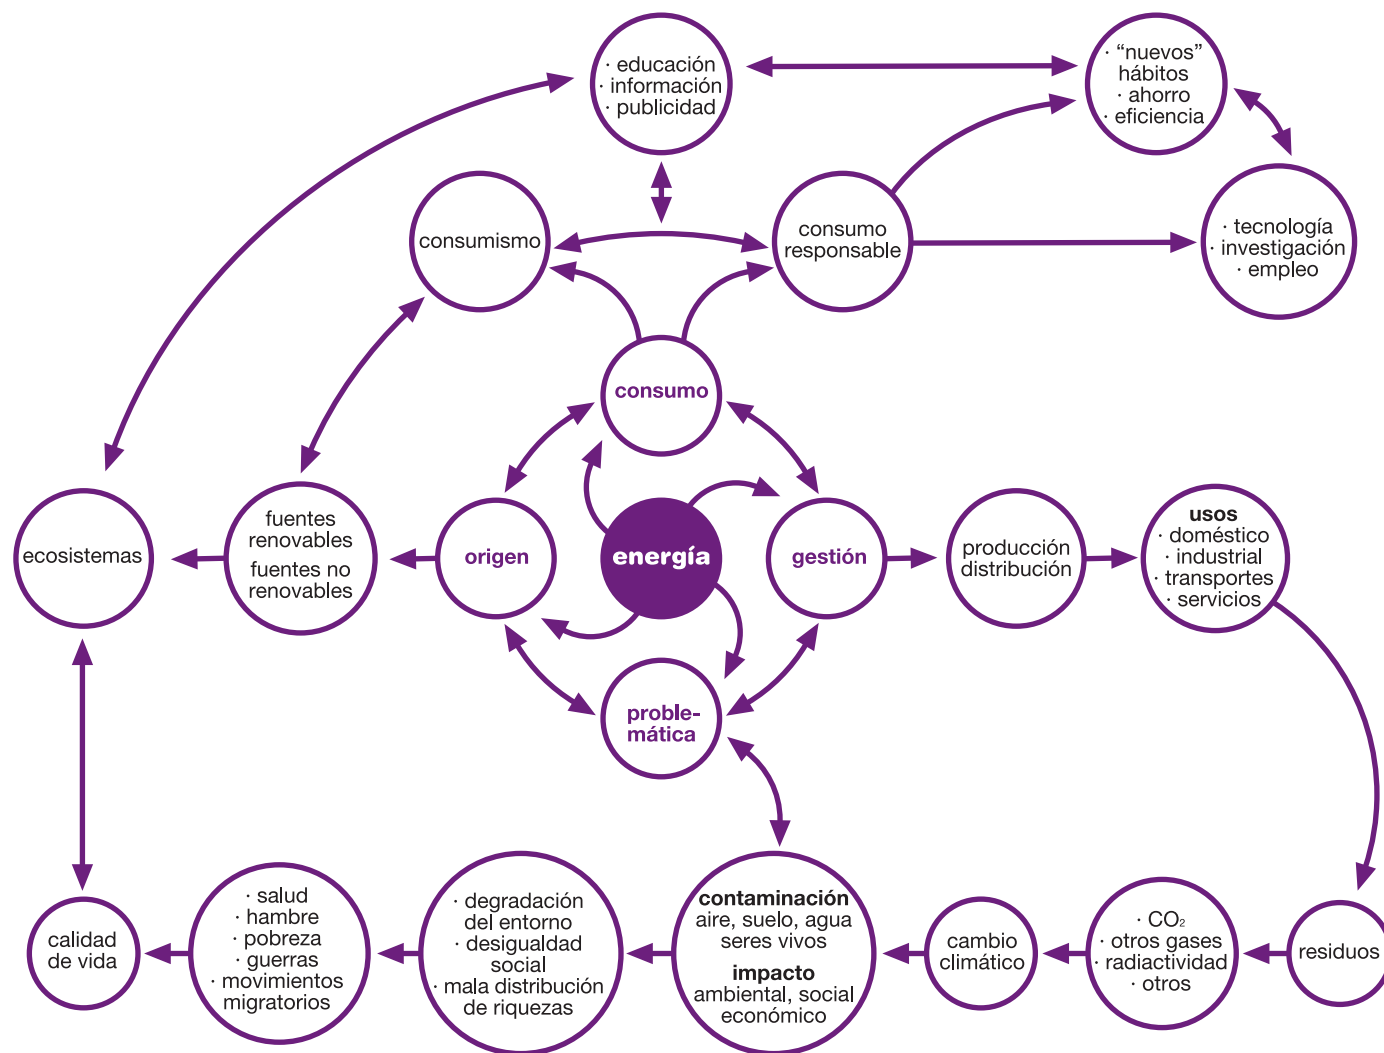 · educación
· información
· publicidad
· “nuevos”
hábitos
· ahorro
· eficiencia
consumismo
consumo
responsable
· tecnología
· investigación
· empleo
consumo
ecosistemas
fuentes
renovables
fuentes no
renovables
origen
energía
gestión
producción
distribución
usos
· doméstico
· industrial
· transportes
· servicios
proble-
mática
calidad
de vida
· salud
· hambre
· pobreza
· guerras
· movimientos
migratorios
· degradación
del entorno
· desigualdad
social
· mala distribución
de riquezas
contaminación
aire, suelo, agua
seres vivos
impacto
ambiental, social
económico
cambio
climático
· CO₂
· otros gases
· radiactividad
· otros
residuos